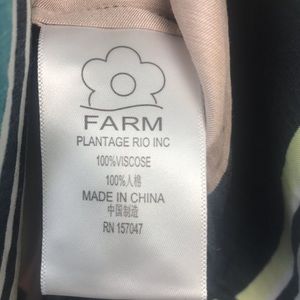 FARM
PLANTAGE RIO INC
100%VISCOSE
100%人棉
MADE IN CHINA
中国制造
RN 157047